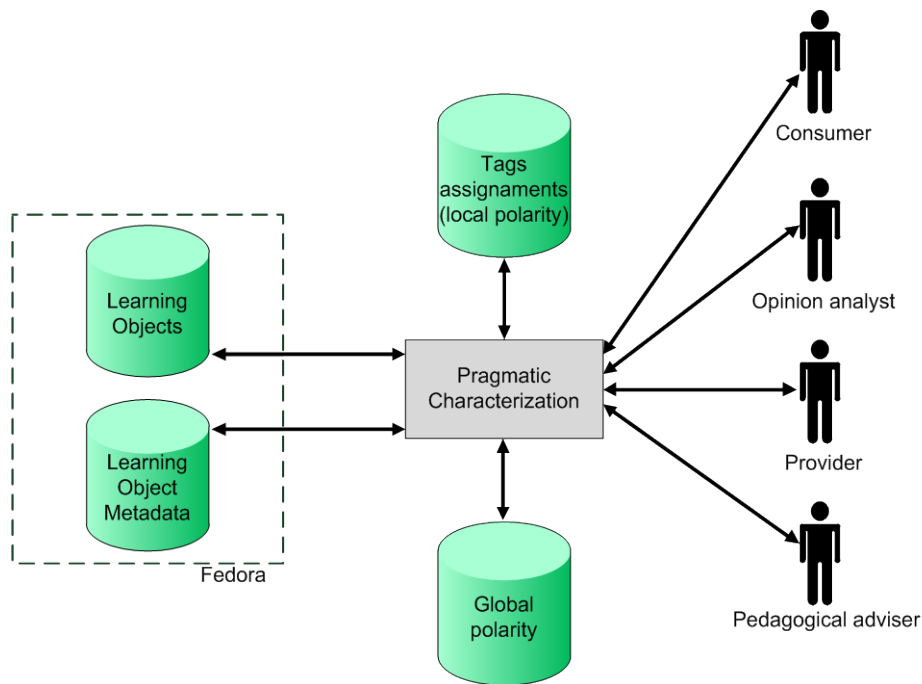 Consumer
Tags
assignaments
(local polarity)
Opinion analyst
Learning
Objects
Pragmatic
Characterization
Provider
Learning
Object
Metadata
Fedora
Global
polarity
Pedagogical adviser